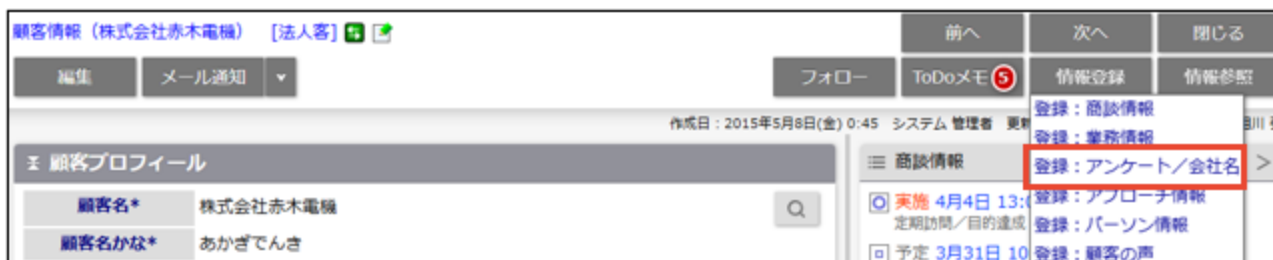 顧客情報（株式会社赤木電機） [法人客]
前へ 次へ 閉じる
編集 メール通知 フォロー ToDoメモ 5 情報登録 情報参照
作成日：2015年5月8日(金) 0:45 システム 管理者
登録：商談情報
登録：業務情報
登録：アンケート／会社名
登録：アプローチ情報
登録：パーソン情報
登録：顧客の声
顧客プロフィール
顧客名* 株式会社赤木電機
顧客名かな* あかぎでんき
商談情報
実施 4月4日 13:
定期訪問／目的達成
予定 3月31日 10